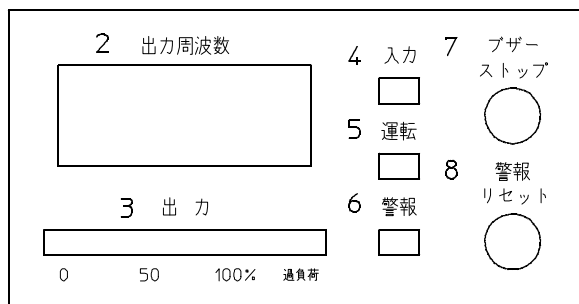 2 出力周波数
3 出 力
0 50 100% 過負荷
4 入力
5 運転
6 警報
7 ブザー
ストップ
8 警報
リセット